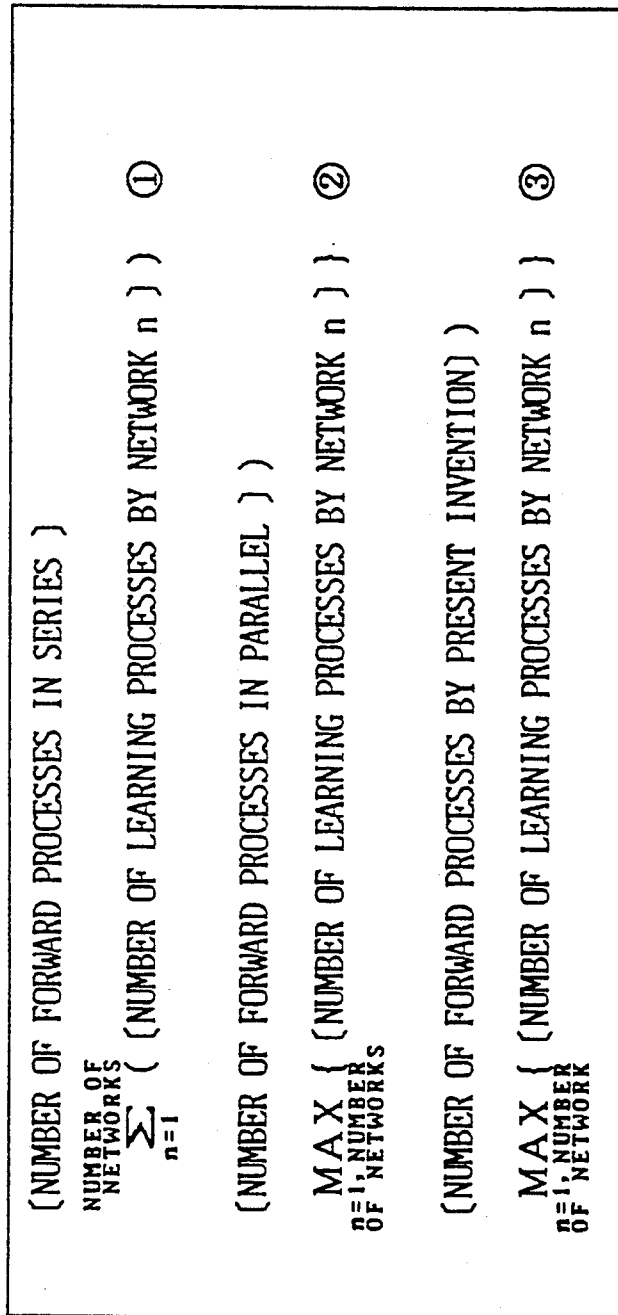 (NUMBER OF FORWARD PROCESSES IN SERIES )
NUMBER OF
NETWORKS
∑ ( (NUMBER OF LEARNING PROCESSES BY NETWORK n ) ) ①
n=1
(NUMBER OF FORWARD PROCESSES IN PARALLEL ) )
MAX { (NUMBER OF LEARNING PROCESSES BY NETWORK n ) } ②
n=1, NUMBER
OF NETWORKS
(NUMBER OF FORWARD PROCESSES BY PRESENT INVENTION) )
MAX { (NUMBER OF LEARNING PROCESSES BY NETWORK n ) } ③
n=1, NUMBER
OF NETWORK